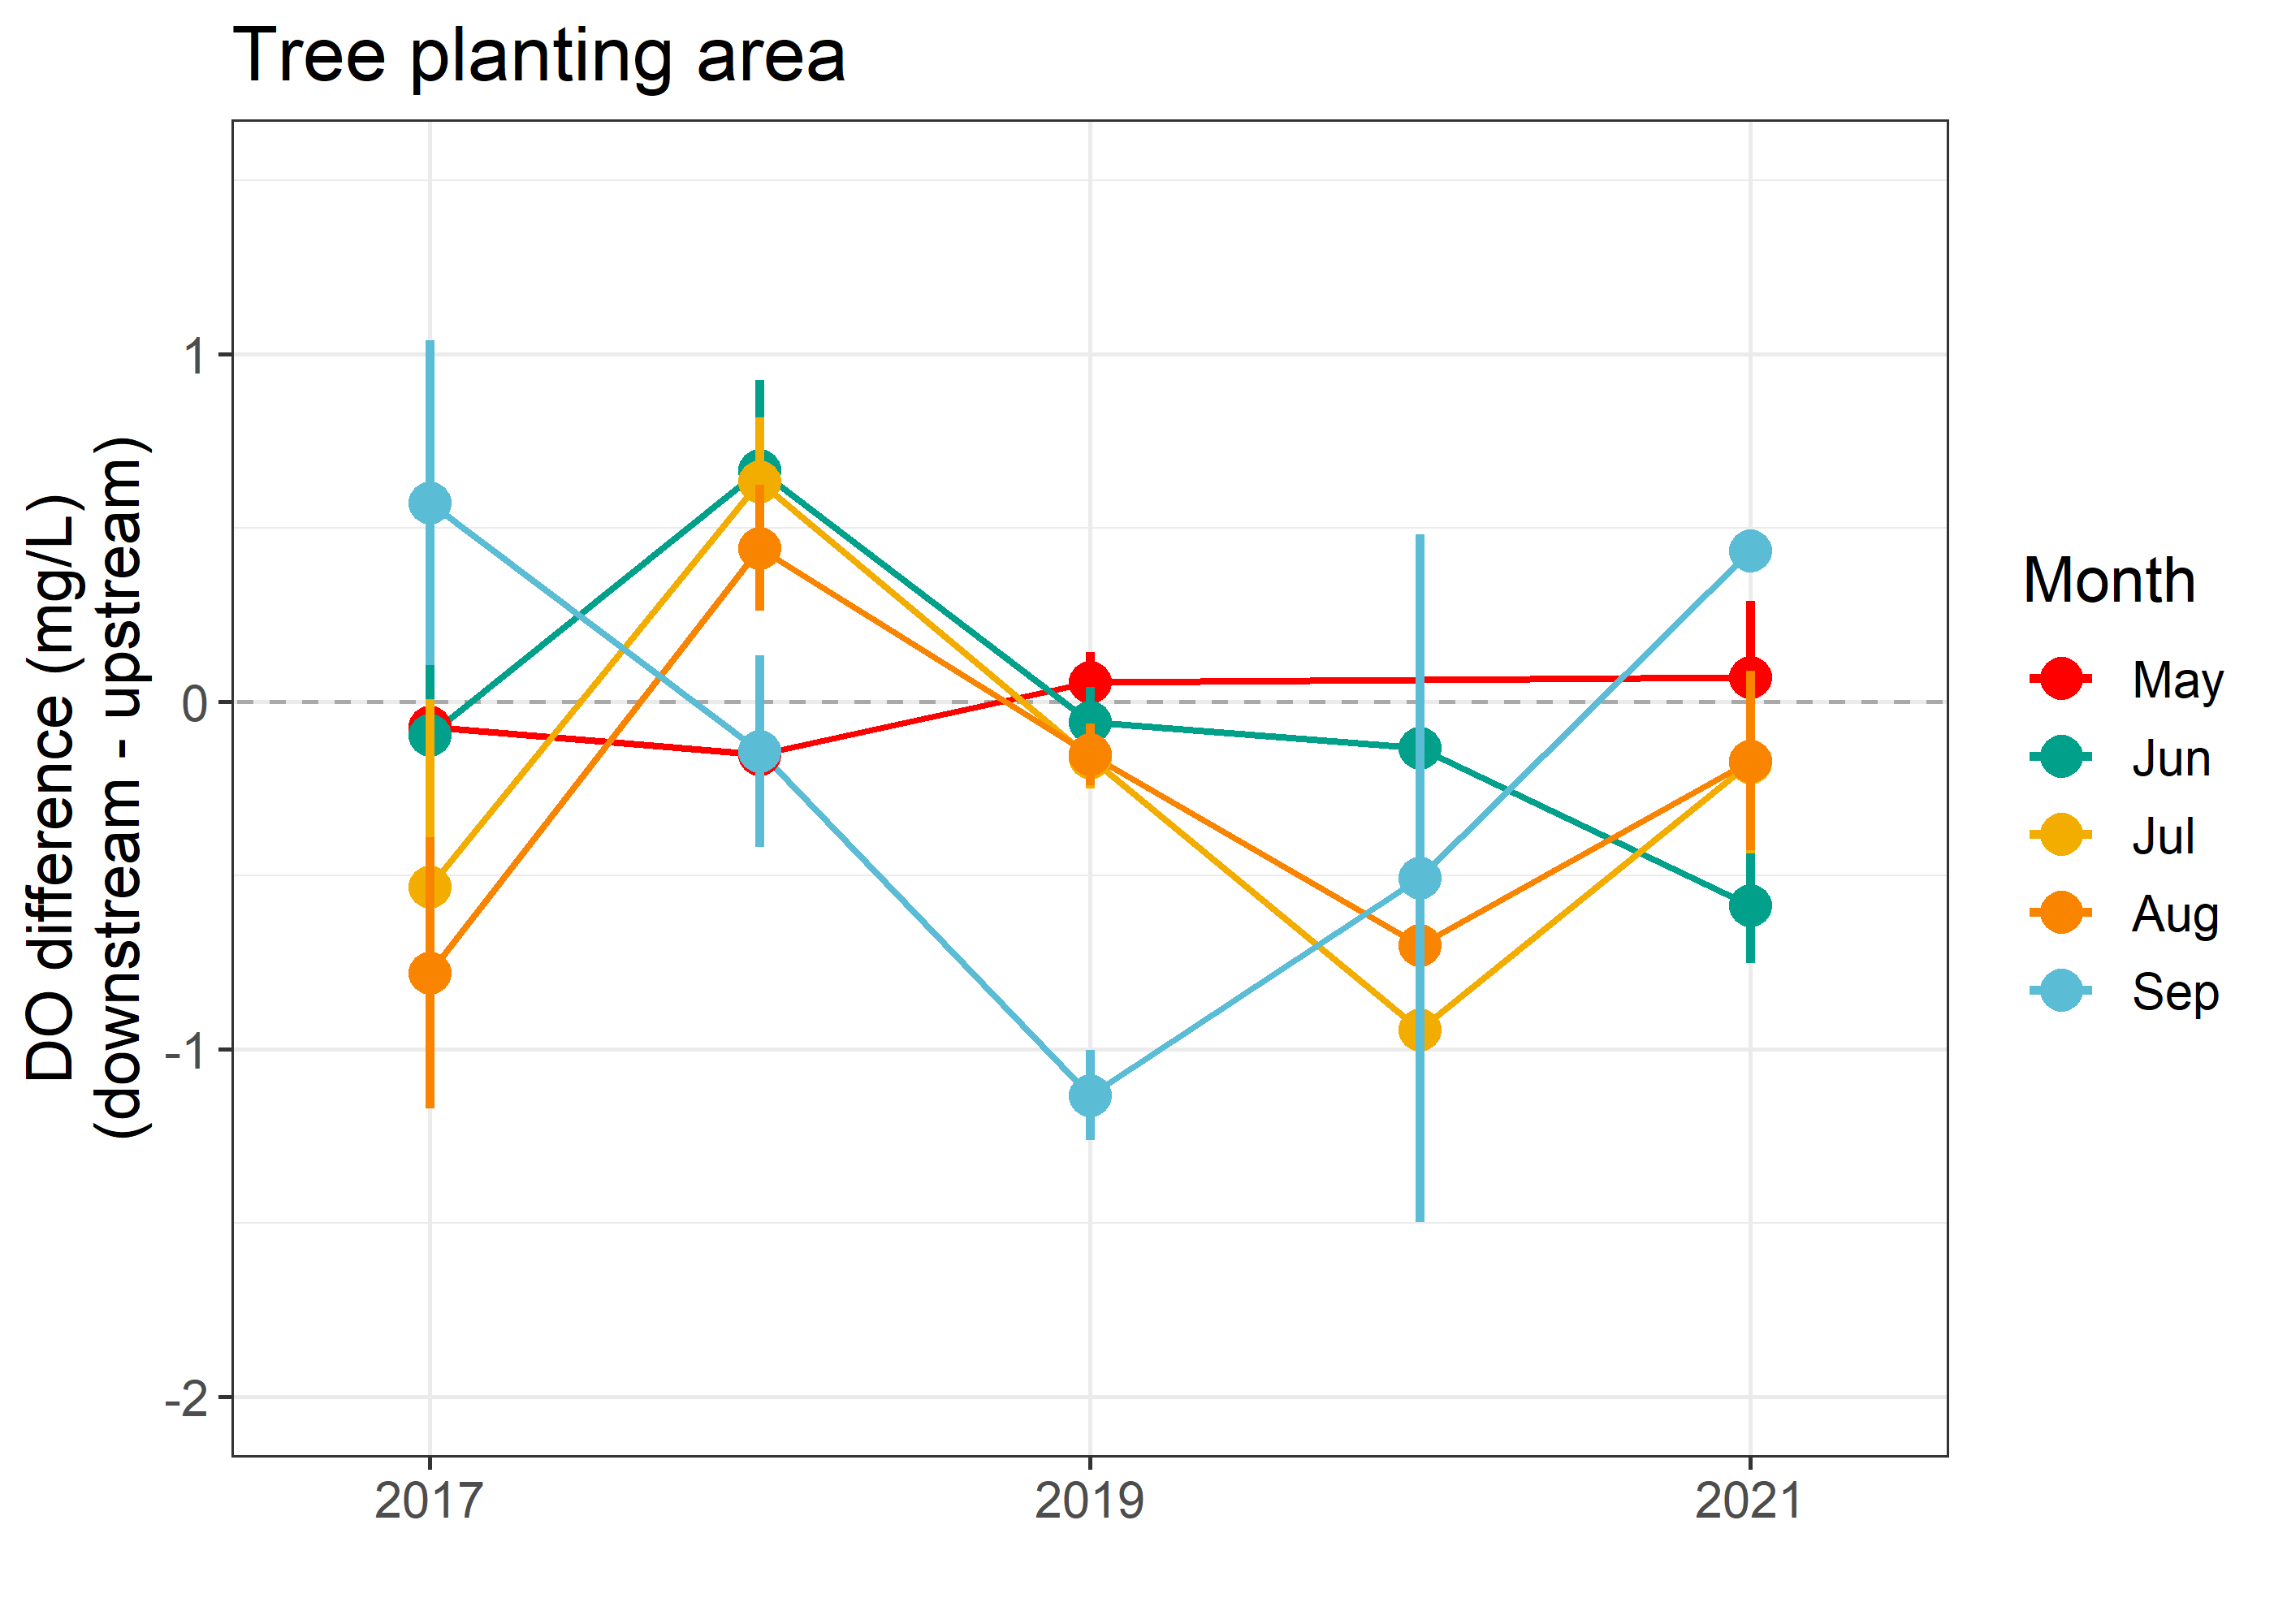 Tree planting area
DO difference (mg/L)
(downstream - upstream)
1
0
-1
-2
2017
2019
2021
Month
May
Jun
Jul
Aug
Sep